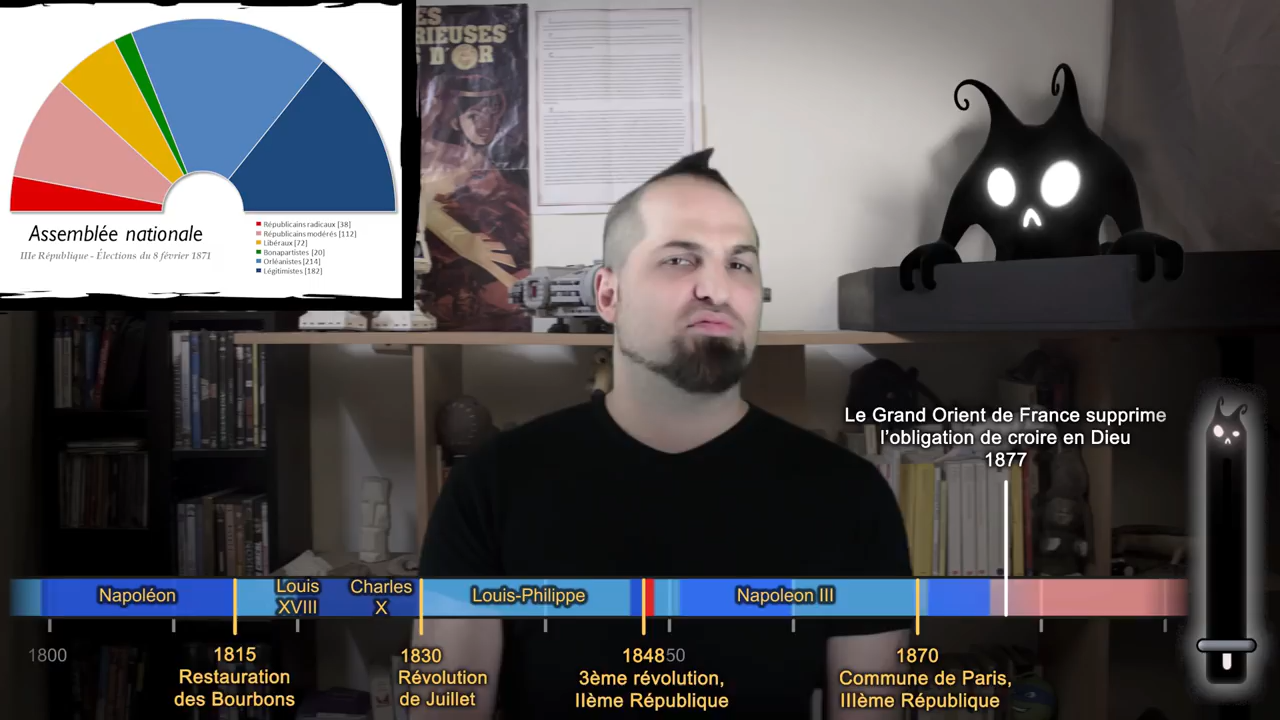 Assemblée nationale
IIIe République - Élections du 8 février 1871
Républicains radicaux [38]
Républicains modérés [112]
Libéraux [72]
Bonapartistes [20]
Orléanistes [214]
Légitimistes [182]
ES
RIEUSES
S D'OR
Le Grand Orient de France supprime
l'obligation de croire en Dieu
1877
Napoléon
Louis
XVIII
Charles
X
Louis-Philippe
Napoleon III
1800
1815
Restauration
des Bourbons
1830
Révolution
de Juillet
184850
3ème révolution,
IIème République
1870
Commune de Paris,
IIIème République